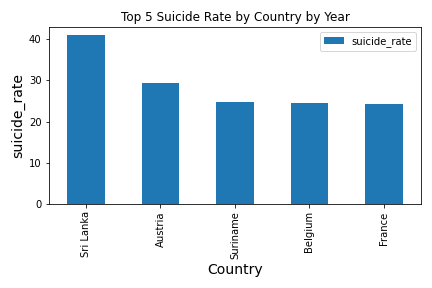 Top 5 Suicide Rate by Country by Year
suicide_rate
suicide_rate
40
30
20
10
0
Sri Lanka
Austria
Suriname
Belgium
France
Country